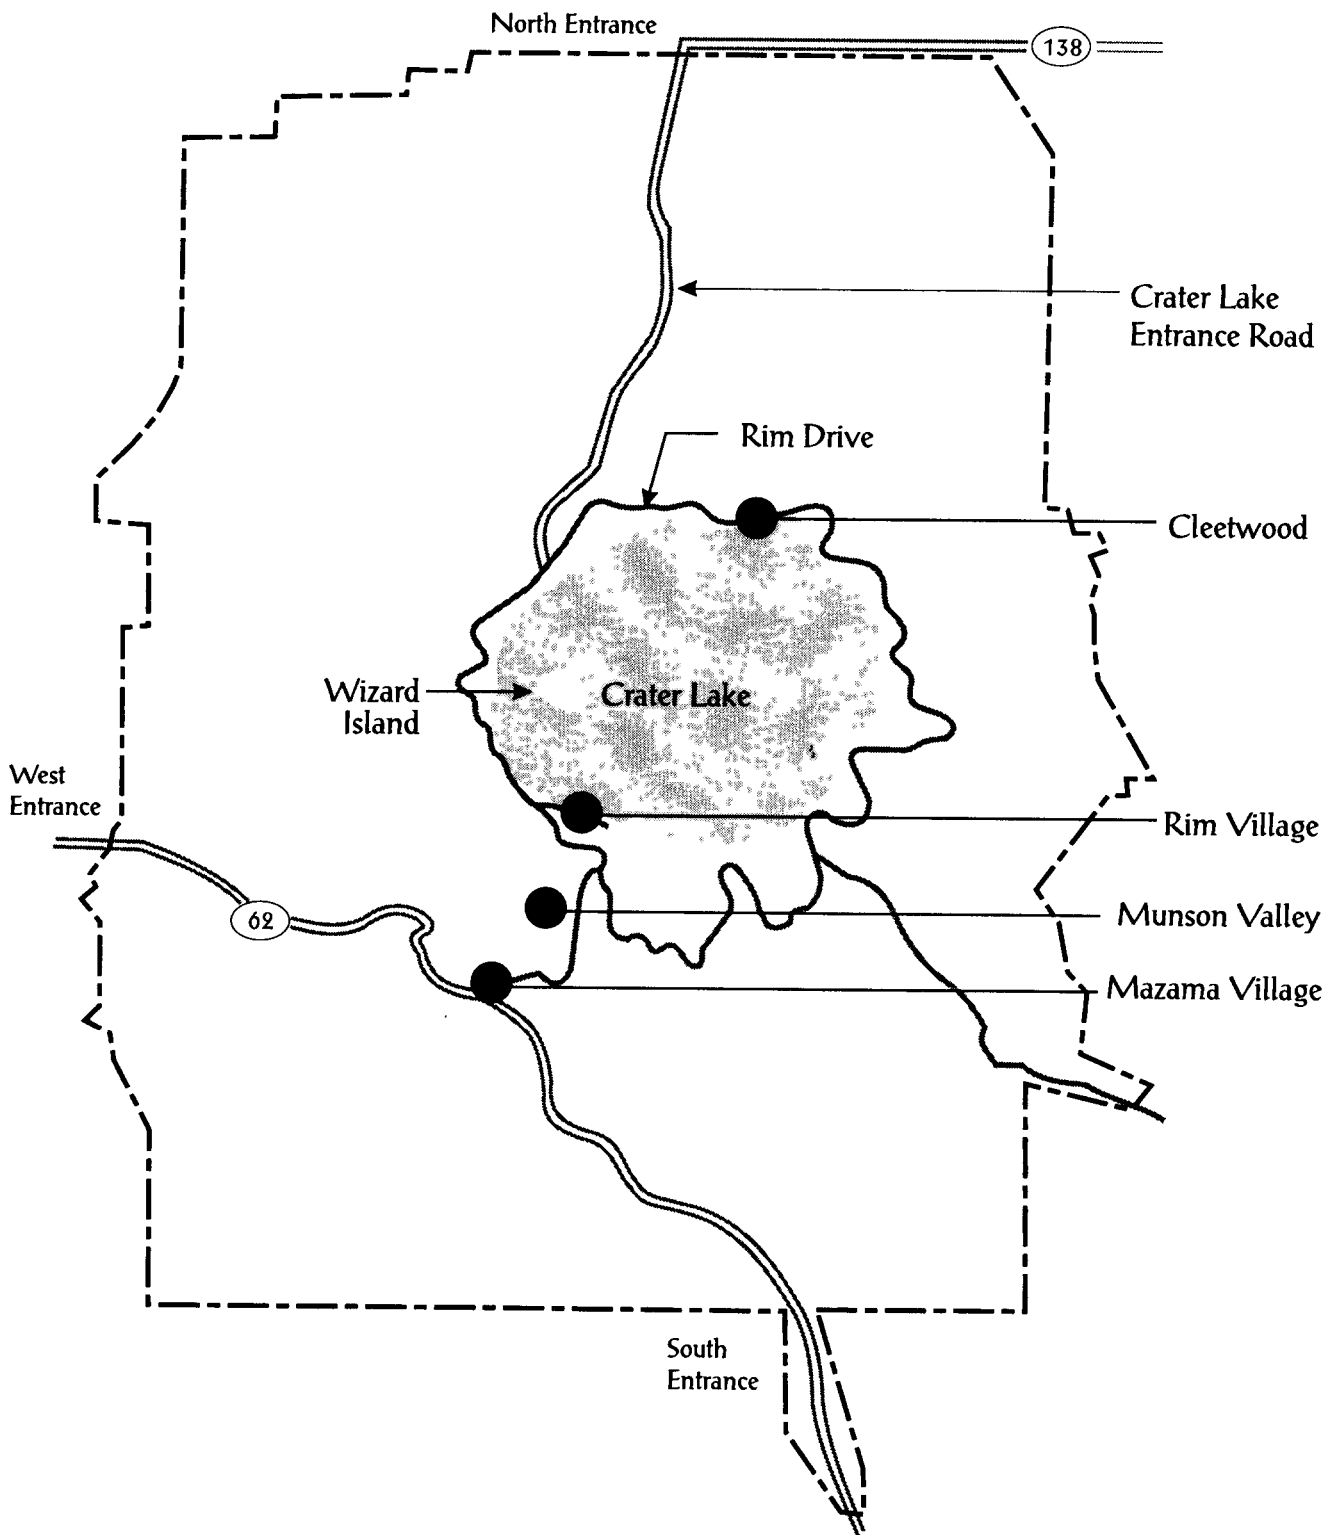 North Entrance
138
Crater Lake
Entrance Road
Rim Drive
Cleetwood
Wizard
Island
Crater Lake
West
Entrance
Rim Village
62
Munson Valley
Mazama Village
South
Entrance